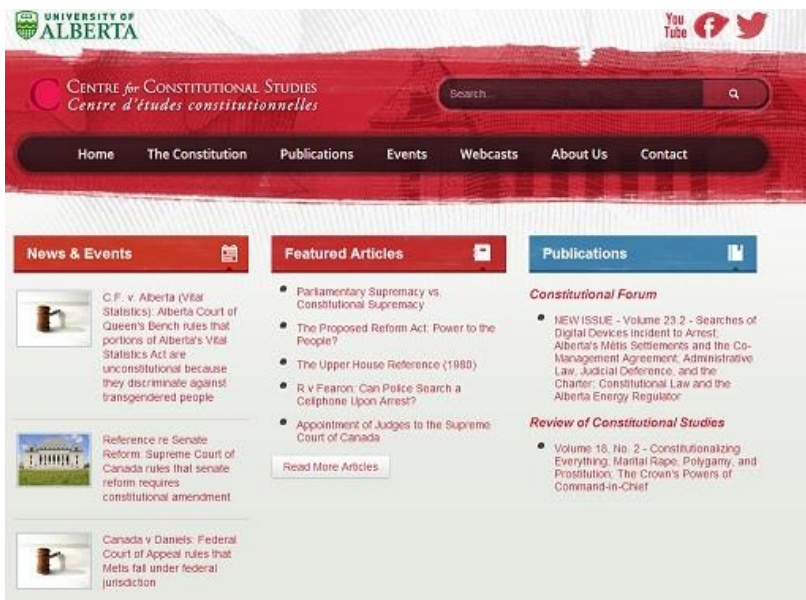 UNIVERSITY OF
ALBERTA
You
Tube
CENTRE for CONSTITUTIONAL STUDIES
Centre d'études constitutionnelles
Search...
Home The Constitution Publications Events Webcasts About Us Contact
News & Events
C.F. v. Alberta (Vital
Statistics): Alberta Court of
Queen's Bench rules that
portions of Alberta's Vital
Statistics Act are
unconstitutional because
they discriminate against
transgendered people
Reference re Senate
Reform: Supreme Court of
Canada rules that senate
reform requires
constitutional amendment
Canada v Daniels: Federal
Court of Appeal rules that
Metis fall under federal
jurisdiction
Featured Articles
Parliamentary Supremacy vs.
Constitutional Supremacy
The Proposed Reform Act: Power to the
People?
The Upper House Reference (1980)
R v Fearon: Can Police Search a
Cellphone Upon Arrest?
Appointment of Judges to the Supreme
Court of Canada
Read More Articles
Publications
Constitutional Forum
NEW ISSUE - Volume 23.2 - Searches of
Digital Devices Incident to Arrest;
Alberta's Métis Settlements and the Co-
Management Agreement; Administrative
Law, Judicial Deference, and the
Charter; Constitutional Law and the
Alberta Energy Regulator
Review of Constitutional Studies
Volume 18, No. 2 - Constitutionalizing
Everything; Marital Rape, Polygamy, and
Prostitution; The Crown's Powers of
Command-in-Chief